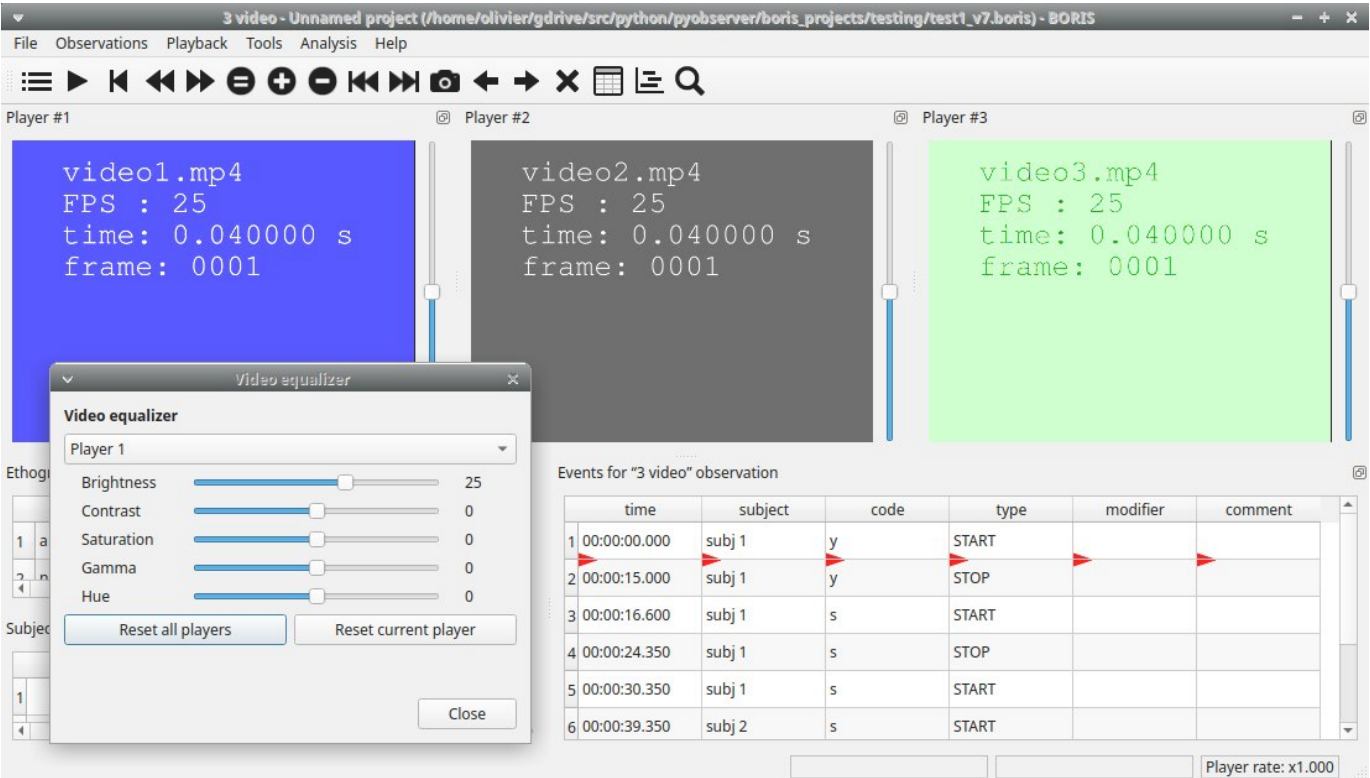 3 video - Unnamed project (/home/olivier/gdrive/src/python/pyobserver/boris_projects/testing/test1_v7.boris) - BORIS
File Observations Playback Tools Analysis Help
Player #1
Player #2
Player #3
video1.mp4
FPS : 25
time: 0.040000 s
frame: 0001
video2.mp4
FPS : 25
time: 0.040000 s
frame: 0001
video3.mp4
FPS : 25
time: 0.040000 s
frame: 0001
Video equalizer
Video equalizer
Player 1
Brightness 25
Contrast 0
Saturation 0
Gamma 0
Hue 0
Reset all players Reset current player
Close
Ethog
1 a
Subjec
1
Events for “3 video” observation
time subject code type modifier comment
1 00:00:00.000 subj 1 y START
2 00:00:15.000 subj 1 y STOP
3 00:00:16.600 subj 1 s START
4 00:00:24.350 subj 1 s STOP
5 00:00:30.350 subj 1 s START
6 00:00:39.350 subj 2 s START
Player rate: x1.000